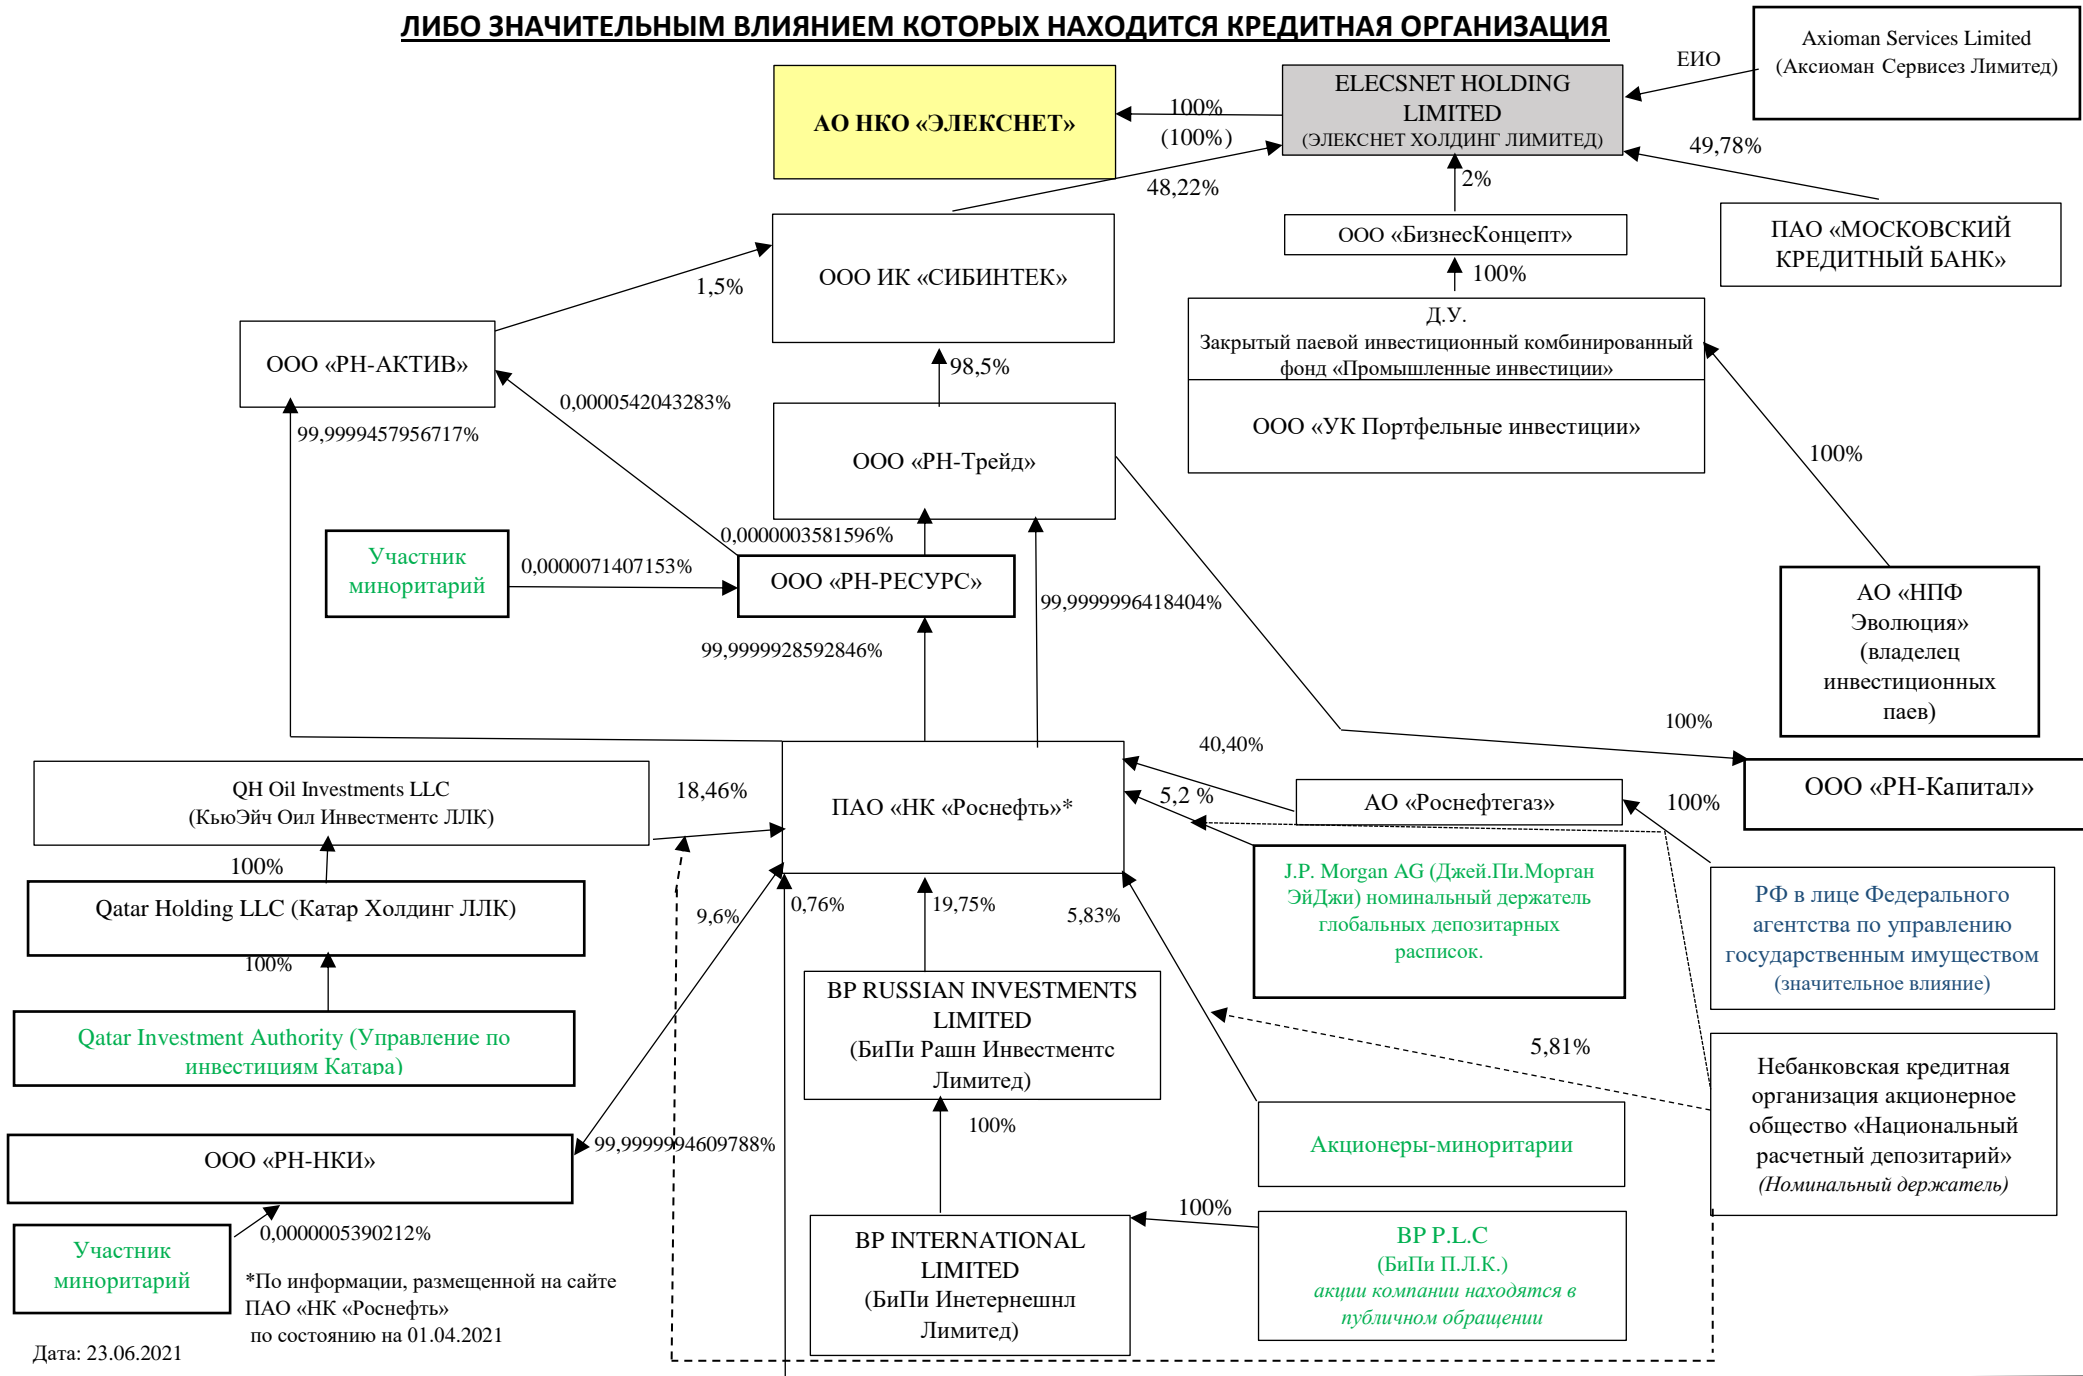 ЛИБО ЗНАЧИТЕЛЬНЫМ ВЛИЯНИЕМ КОТОРЫХ НАХОДИТСЯ КРЕДИТНАЯ ОРГАНИЗАЦИЯ
Axioman Services Limited
(Аксиоман Сервисез Лимитед)
ЕИО
ELECSNET HOLDING
LIMITED
(ЭЛЕКСНЕТ ХОЛДИНГ ЛИМИТЕД)
АО НКО «ЭЛЕКСНЕТ»
100%
(100%)
48,22%
2%
49,78%
ООО «БизнесКонцепт»
ПАО «МОСКОВСКИЙ
КРЕДИТНЫЙ БАНК»
ООО ИК «СИБИНТЕК»
1,5%
100%
Д.У.
Закрытый паевой инвестиционный комбинированный
фонд «Промышленные инвестиции»
ООО «УК Портфельные инвестиции»
ООО «РН-АКТИВ»
98,5%
0,0000542043283%
99,9999457956717%
ООО «РН-Трейд»
100%
0,0000003581596%
Участник
миноритарий
0,0000071407153%
ООО «РН-РЕСУРС»
99,9999996418404%
99,9999928592846%
АО «НПФ
Эволюция»
(владелец
инвестиционных
паев)
100%
ООО «РН-Капитал»
QH Oil Investments LLC
(КьюЭйч Оил Инвестментс ЛЛК)
18,46%
ПАО «НК «Роснефть»*
40,40%
5,2 %
АО «Роснефтегаз»
100%
100%
Qatar Holding LLC (Катар Холдинг ЛЛК)
9,6%
0,76%
19,75%
5,83%
J.P. Morgan AG (Джей.Пи.Морган
ЭйДжи) номинальный держатель
глобальных депозитарных
расписок.
РФ в лице Федерального
агентства по управлению
государственным имуществом
(значительное влияние)
100%
Qatar Investment Authority (Управление по
инвестициям Катара)
BP RUSSIAN INVESTMENTS
LIMITED
(БиПи Рашн Инвестментс
Лимитед)
5,81%
Небанковская кредитная
организация акционерное
общество «Национальный
расчетный депозитарий»
(Номинальный держатель)
ООО «РН-НКИ»
99,9999994609788%
100%
Акционеры-миноритарии
0,0000005390212%
Участник
миноритарий
BP INTERNATIONAL
LIMITED
(БиПи Инетернешнл
Лимитед)
100%
BP P.L.C
(БиПи П.Л.К.)
акции компании находятся в
публичном обращении
*По информации, размещенной на сайте
ПАО «НК «Роснефть»
по состоянию на 01.04.2021
Дата: 23.06.2021